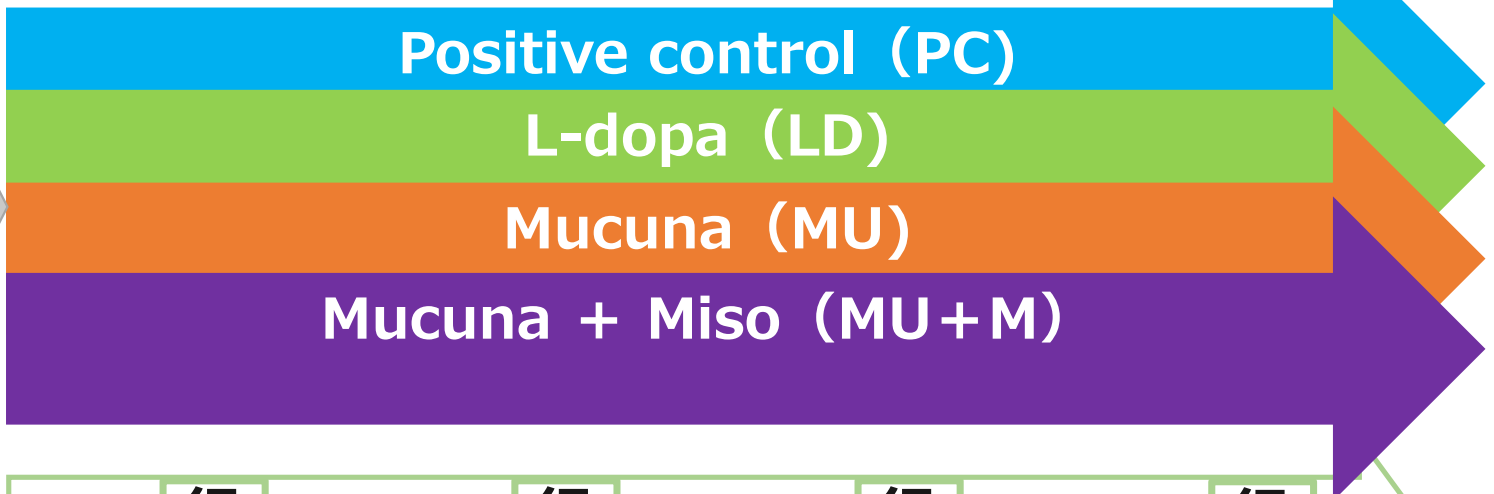 Positive control（PC)
L-dopa（LD)
Mucuna（MU)
Mucuna + Miso（MU+M）